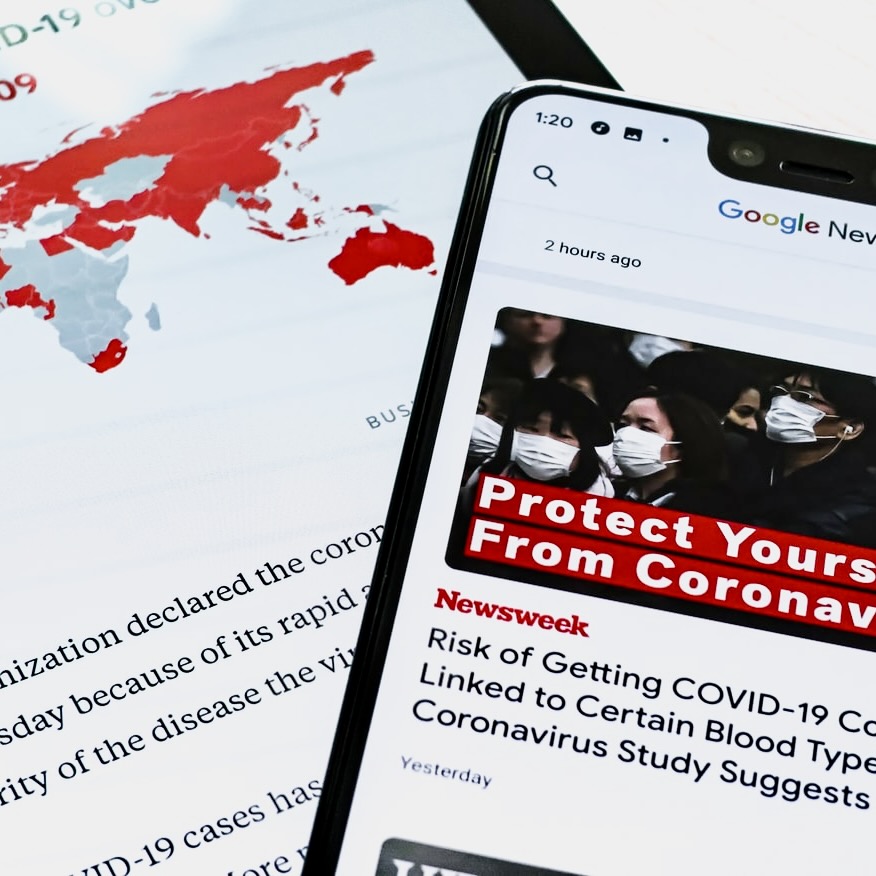 D-19 ove
09
BUS
nization declared the coron
sday because of its rapid
rity of the disease the vir
VID-19 cases has
More
1:20
Google New
2 hours ago
Protect Yours
From Coronav
Newsweek
Risk of Getting COVID-19 Co
Linked to Certain Blood Type
Coronavirus Study Suggests
Yesterday